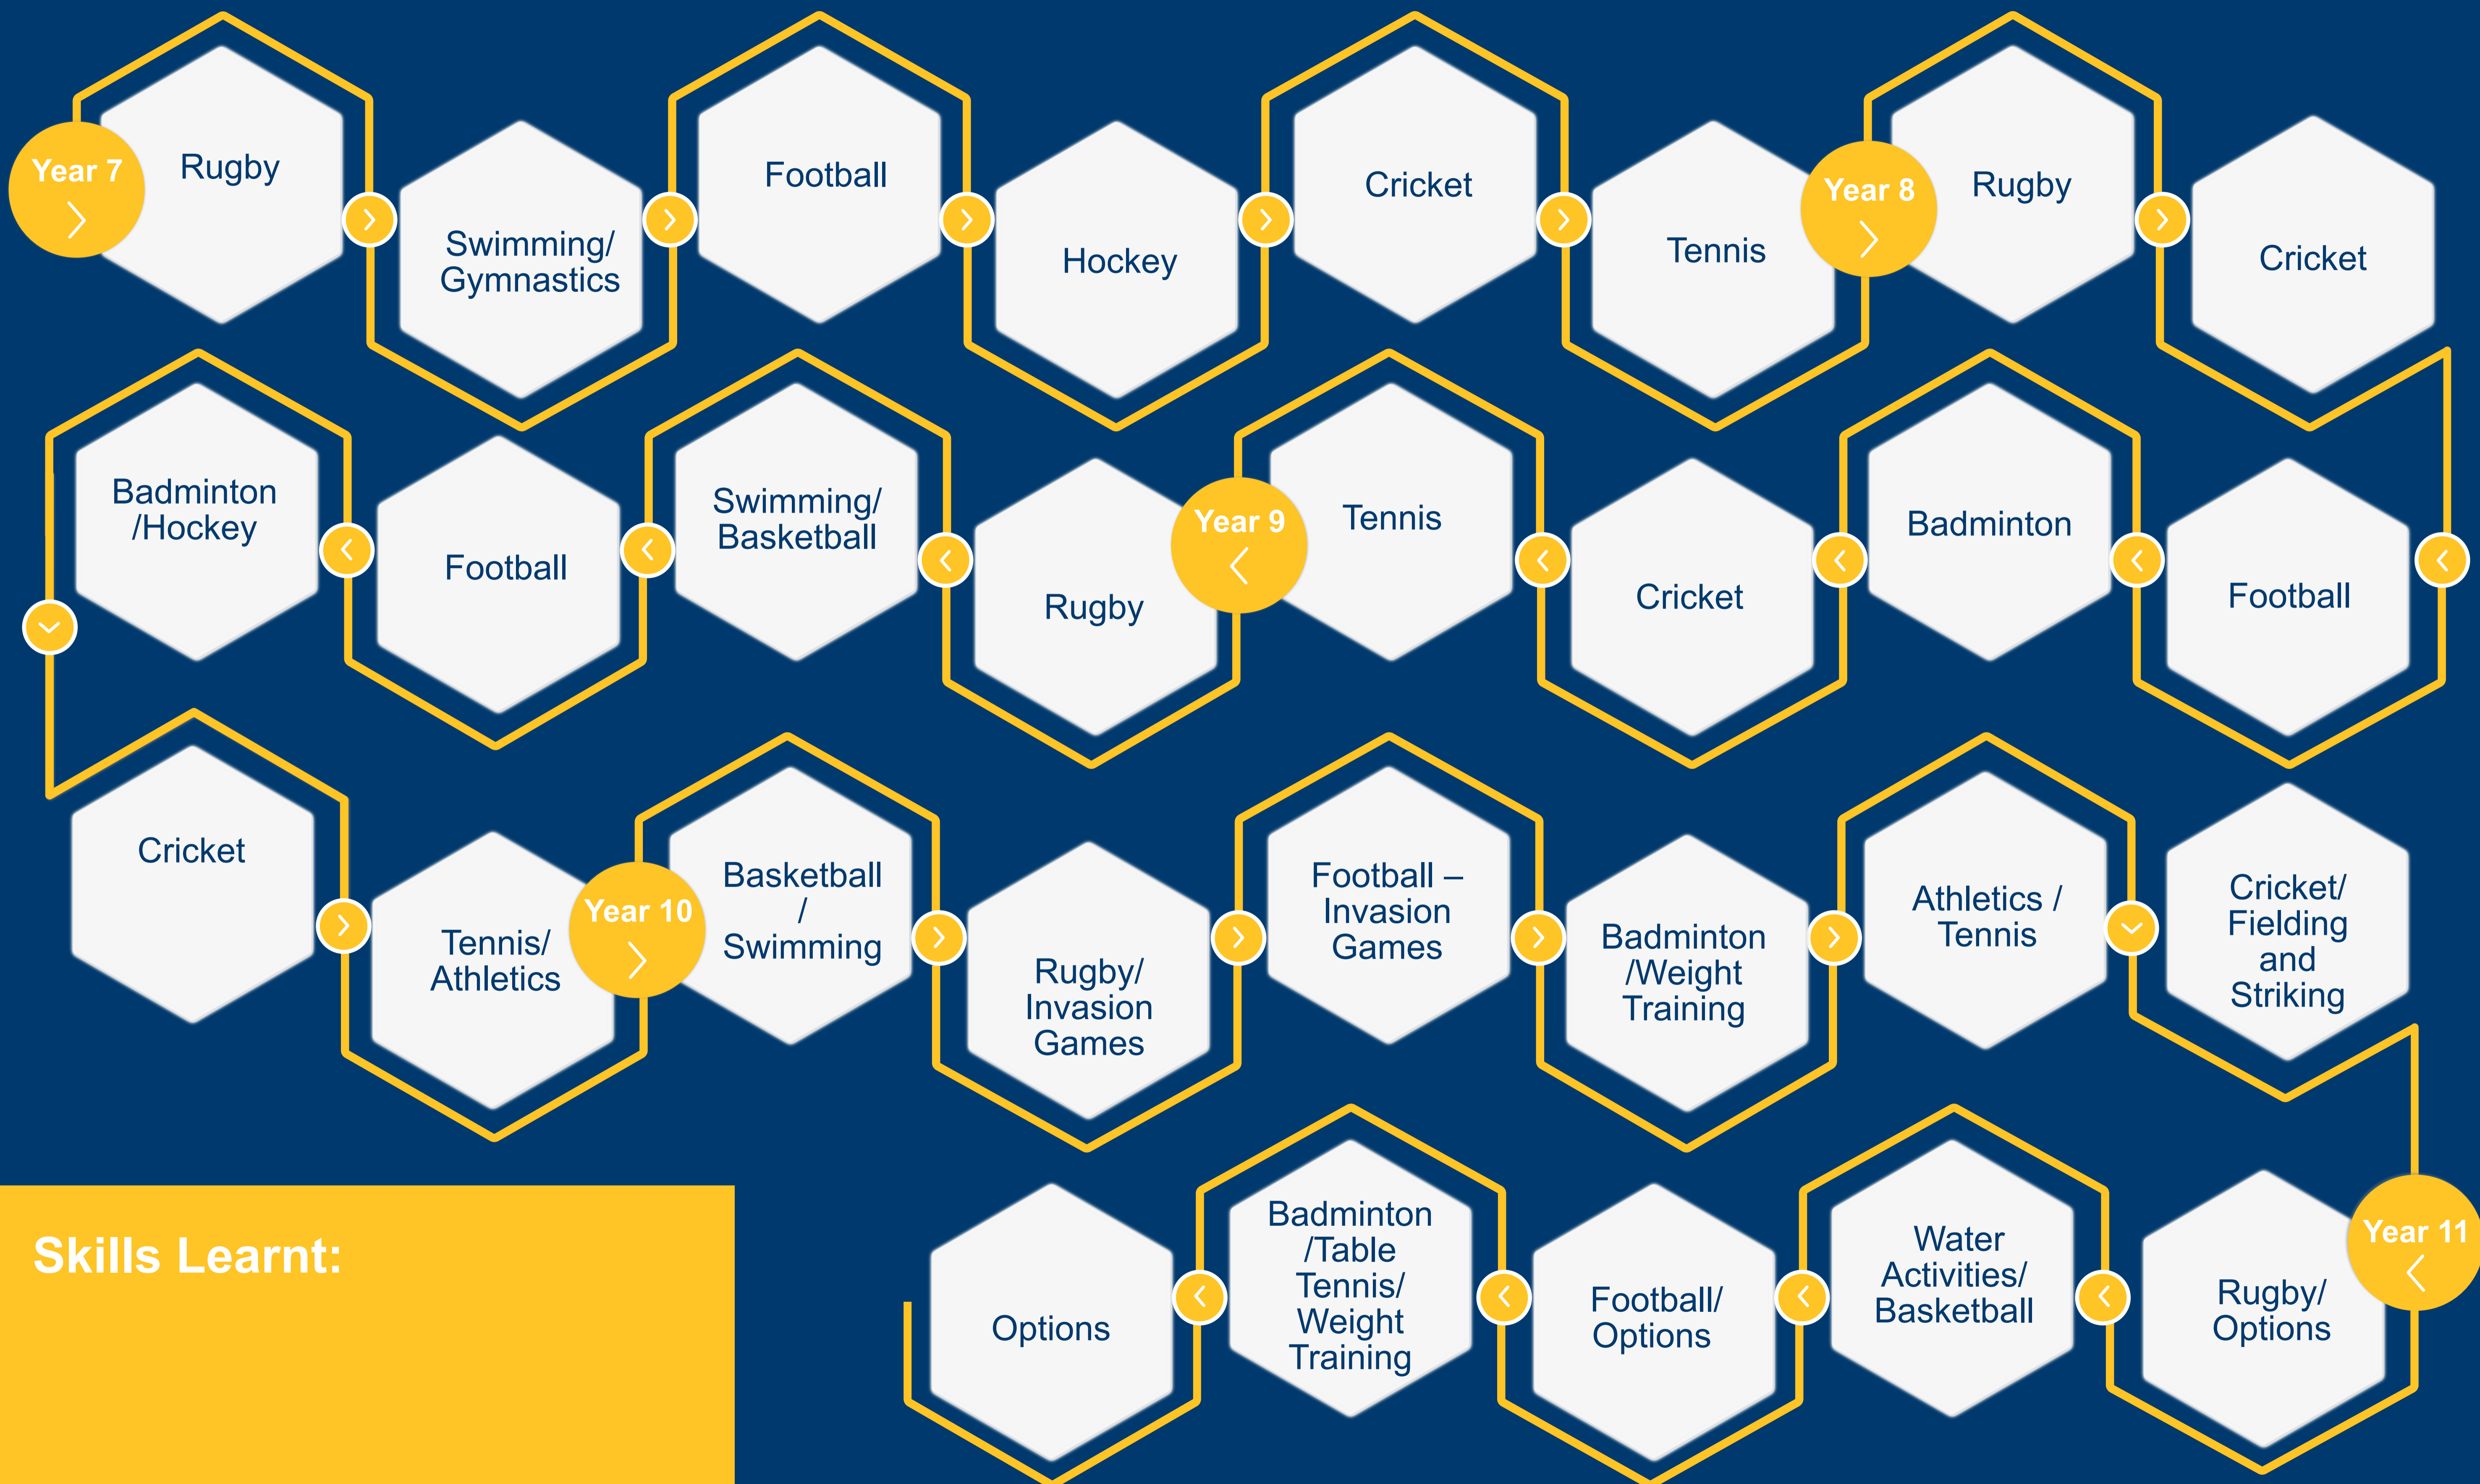 Year 7
Rugby
Swimming/
Gymnastics
Football
Hockey
Cricket
Tennis
Year 8
Rugby
Cricket
Football
Badminton
Cricket
Tennis
Year 9
Rugby
Swimming/
Basketball
Football
Badminton
/Hockey
Cricket
Tennis/
Athletics
Year 10
Basketball
/
Swimming
Rugby/
Invasion
Games
Football –
Invasion
Games
Badminton
/Weight
Training
Athletics /
Tennis
Cricket/
Fielding
and
Striking
Year 11
Rugby/
Options
Water
Activities/
Basketball
Football/
Options
Badminton
/Table
Tennis/
Weight
Training
Options
Skills Learnt: